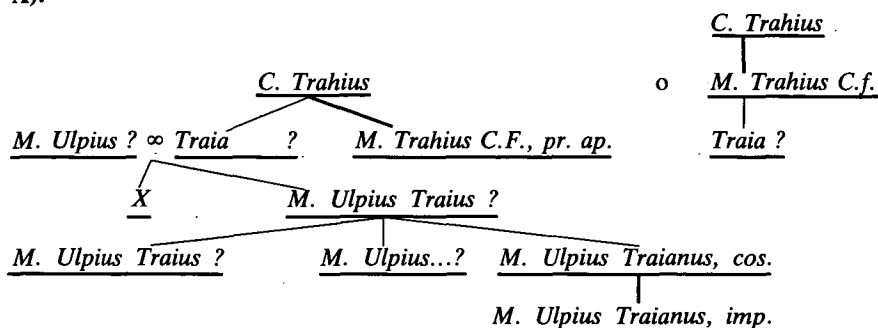 A).
C. Trahius
C. Trahius o M. Trahius C.f.
M. Ulpius ? ∞ Traia ? M. Trahius C.F., pr. ap. Traia ?
X M. Ulpius Traius ?
M. Ulpius Traius ? M. Ulpius...? M. Ulpius Traianus, cos.
M. Ulpius Traianus, imp.